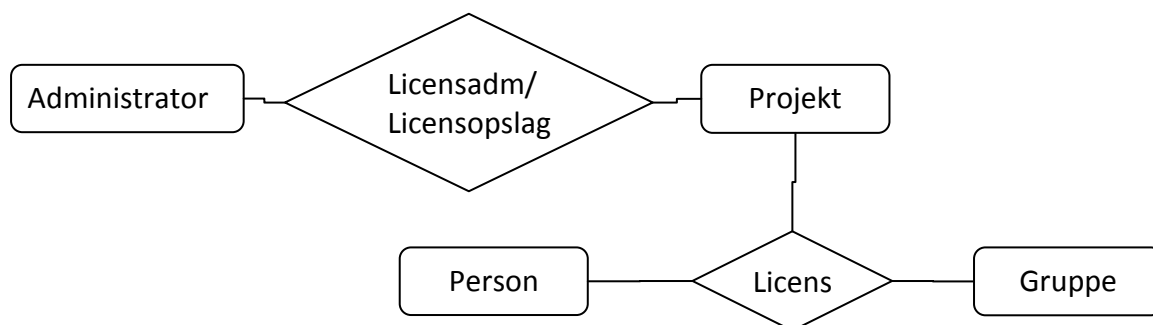 Administrator
Licensadm/
Licensopslag
Projekt
Person
Licens
Gruppe